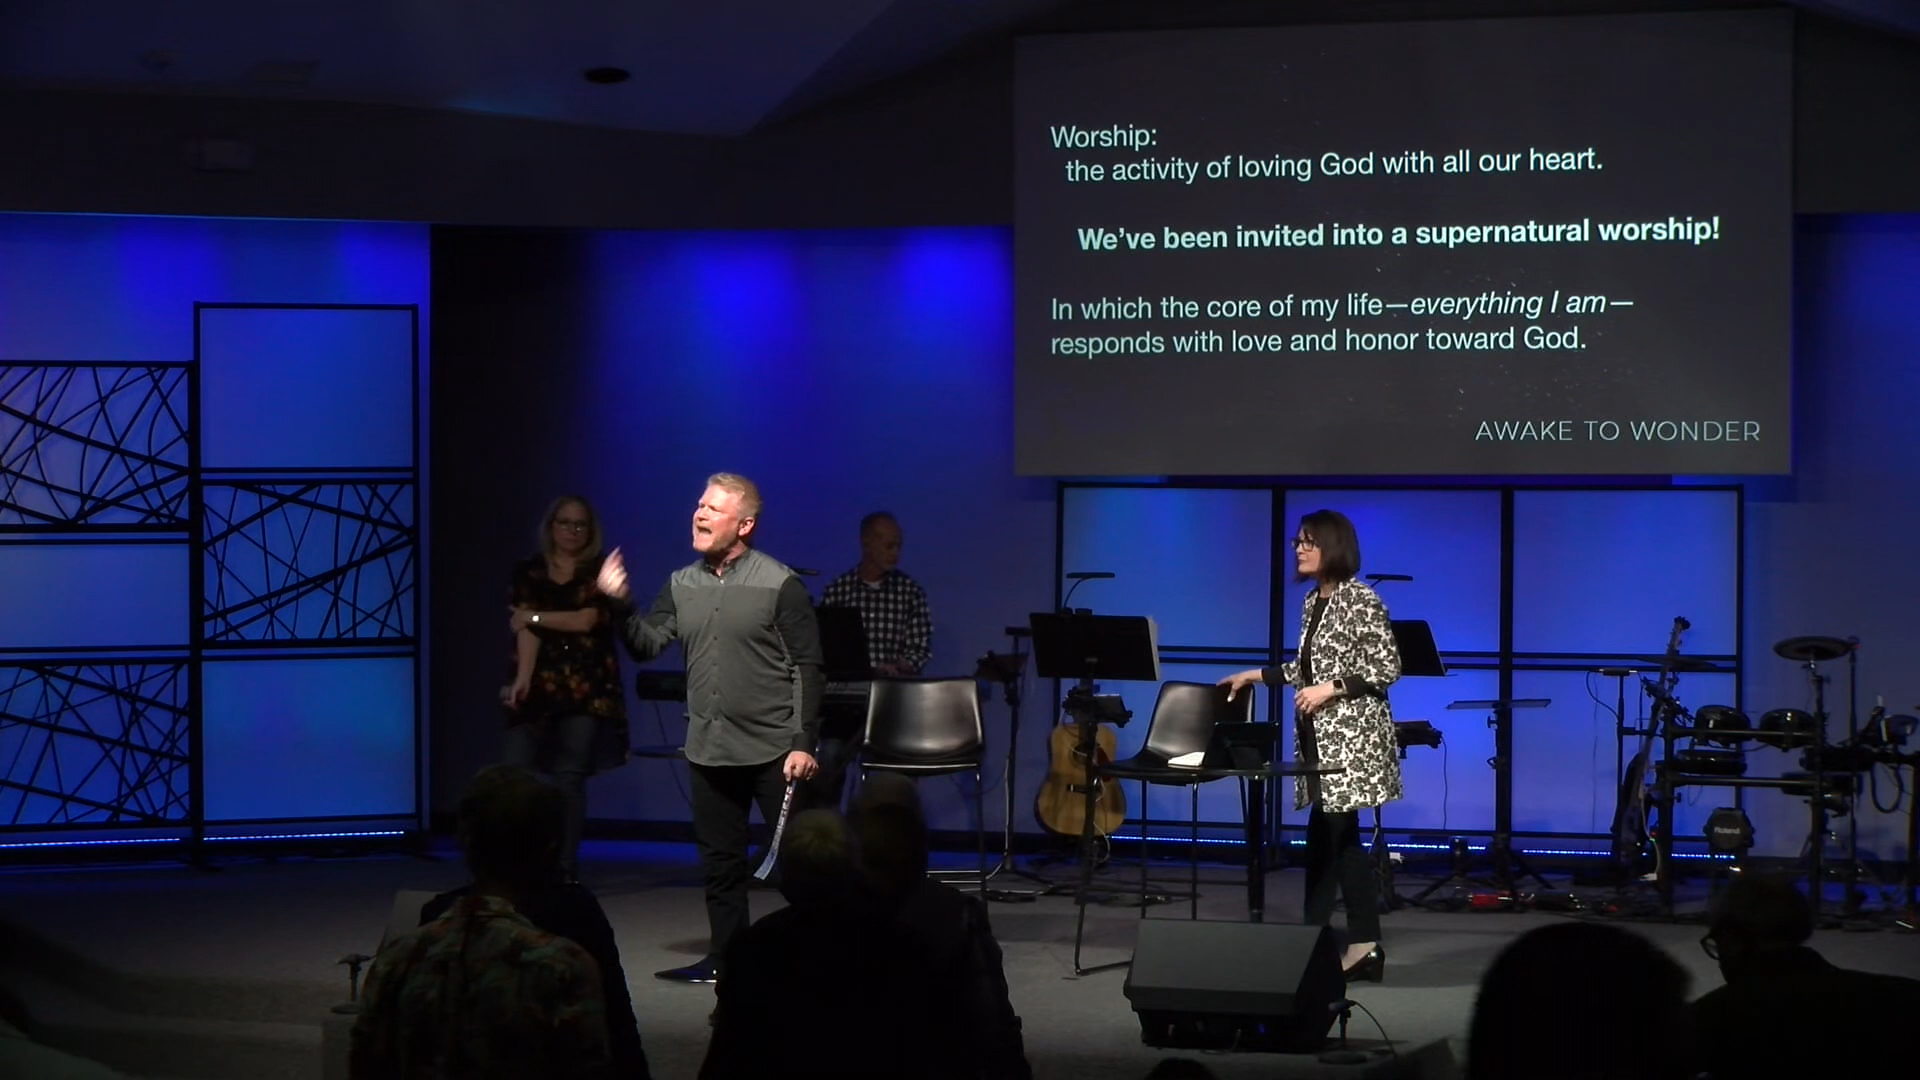 Worship:
the activity of loving God with all our heart.
We’ve been invited into a supernatural worship!
In which the core of my life—everything I am—
responds with love and honor toward God.
AWAKE TO WONDER
Roland